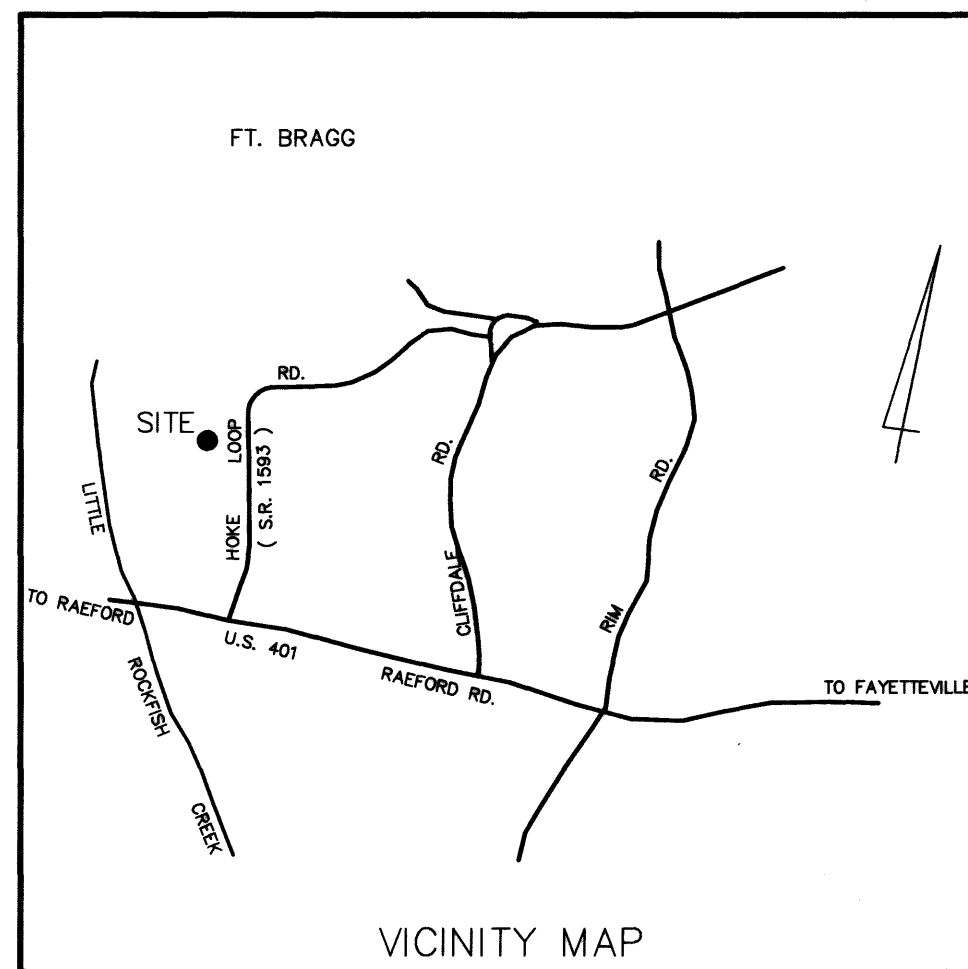 FT. BRAGG
RD.
SITE
HOKE LOOP
( S.R. 1593 )
CLIFFDALE RD.
RIM RD.
LITTLE ROCKFISH CREEK
TO RAEFORD
U.S. 401
RAEFORD RD.
TO FAYETTEVILLE
VICINITY MAP